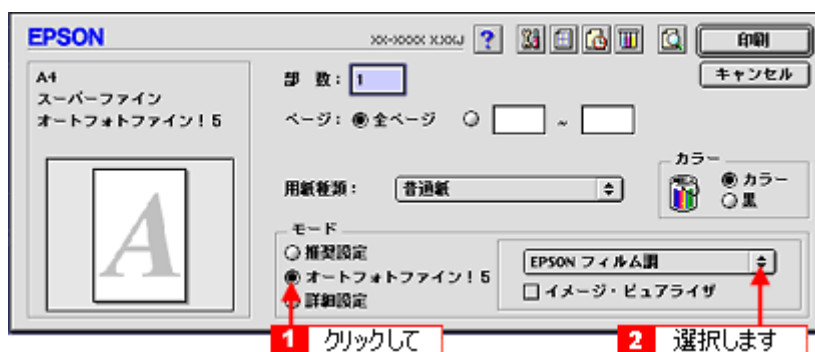 EPSON
XX-XXXX X.XXJ
印刷
キャンセル
A4
スーパーファイン
オートフォトファイン！5
部 数：1
ページ：全ページ ~
用紙種類： 普通紙
カラー
カラー
黒
モード
推奨設定
オートフォトファイン！5
詳細設定
EPSON フィルム調
イメージ・ピュアライザ
A
1 クリックして
2 選択します